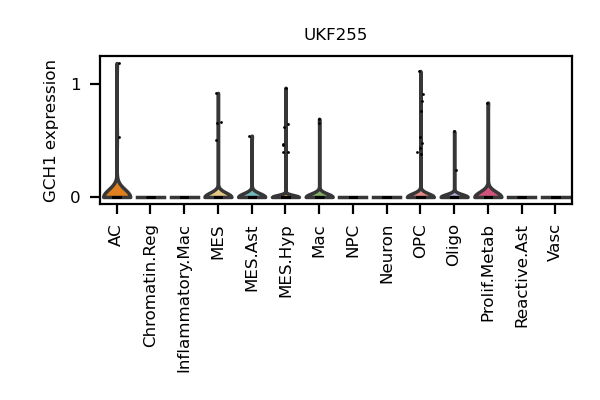 UKF255
GCH1 expression
1
0
AC
Chromatin.Reg
Inflammatory.Mac
MES
MES.Ast
MES.Hyp
Mac
NPC
Neuron
OPC
Oligo
Prolif.Metab
Reactive.Ast
Vasc